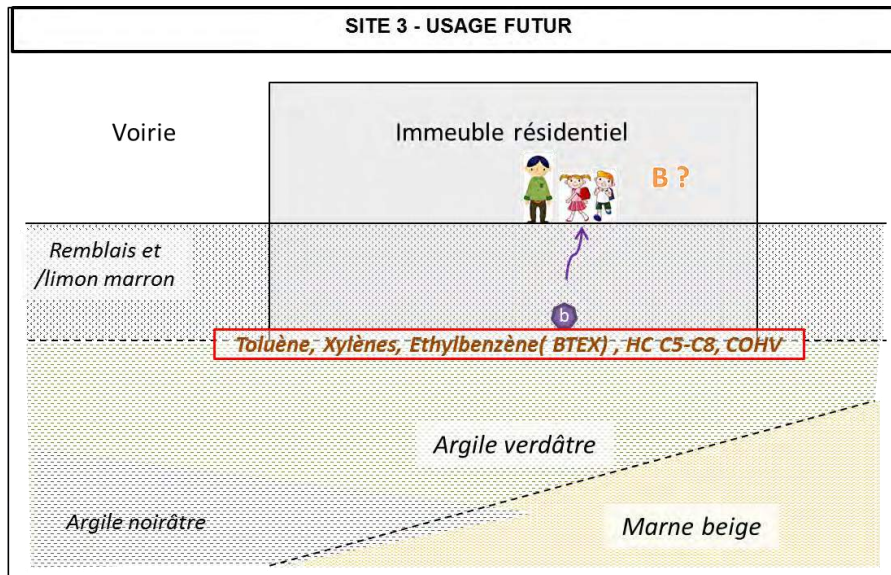 SITE 3 - USAGE FUTUR
Voirie
Immeuble résidentiel
B ?
Remblais et
/limon marron
b
Toluène, Xylènes, Ethylbenzène( BTEX) , HC C5-C8, COHV
Argile verdâtre
Argile noirâtre
Marne beige